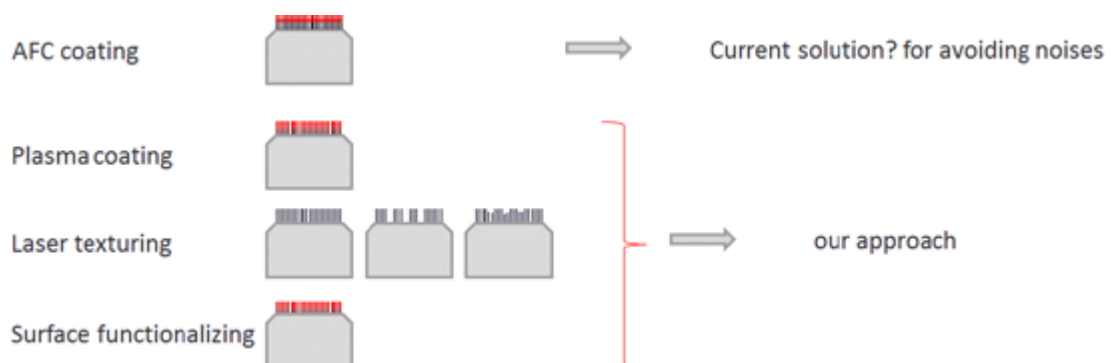 AFC coating
Current solution? for avoiding noises
Plasma coating
Laser texturing
our approach
Surface functionalizing